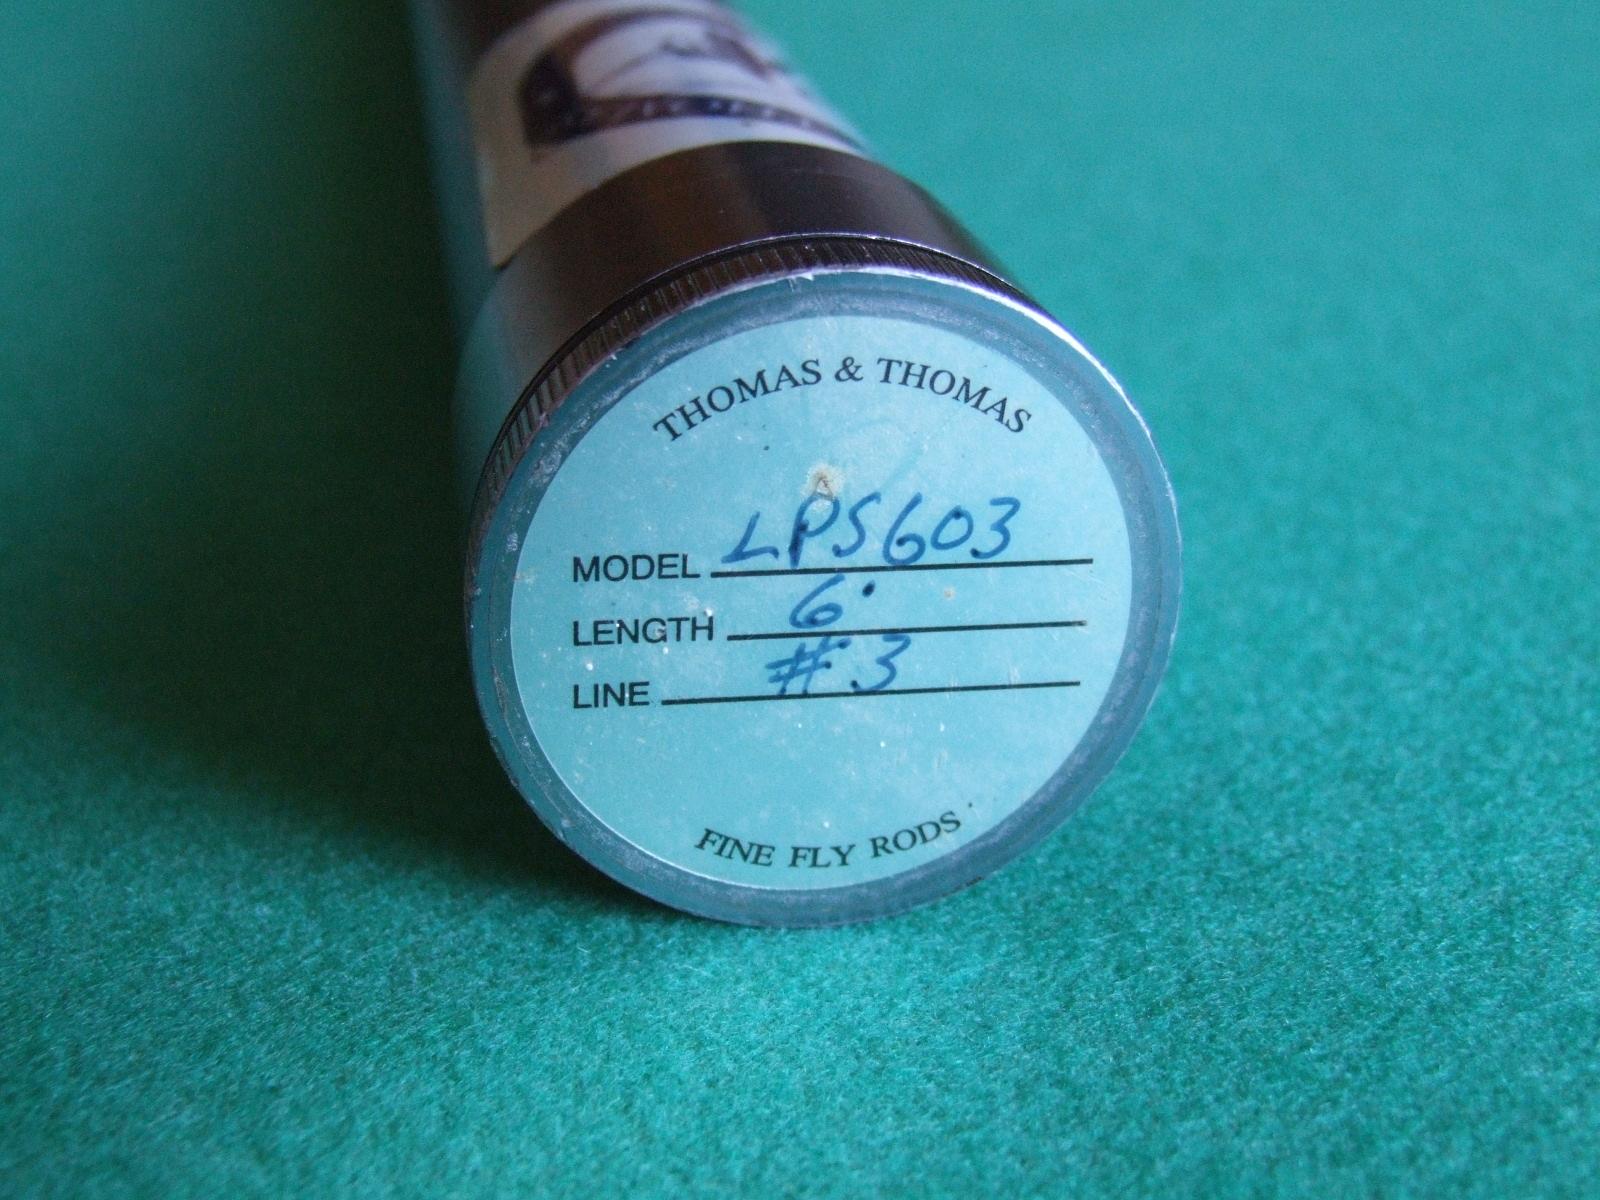 THOMAS & THOMAS
MODEL LPS603
LENGTH 6'
LINE #3
FINE FLY RODS